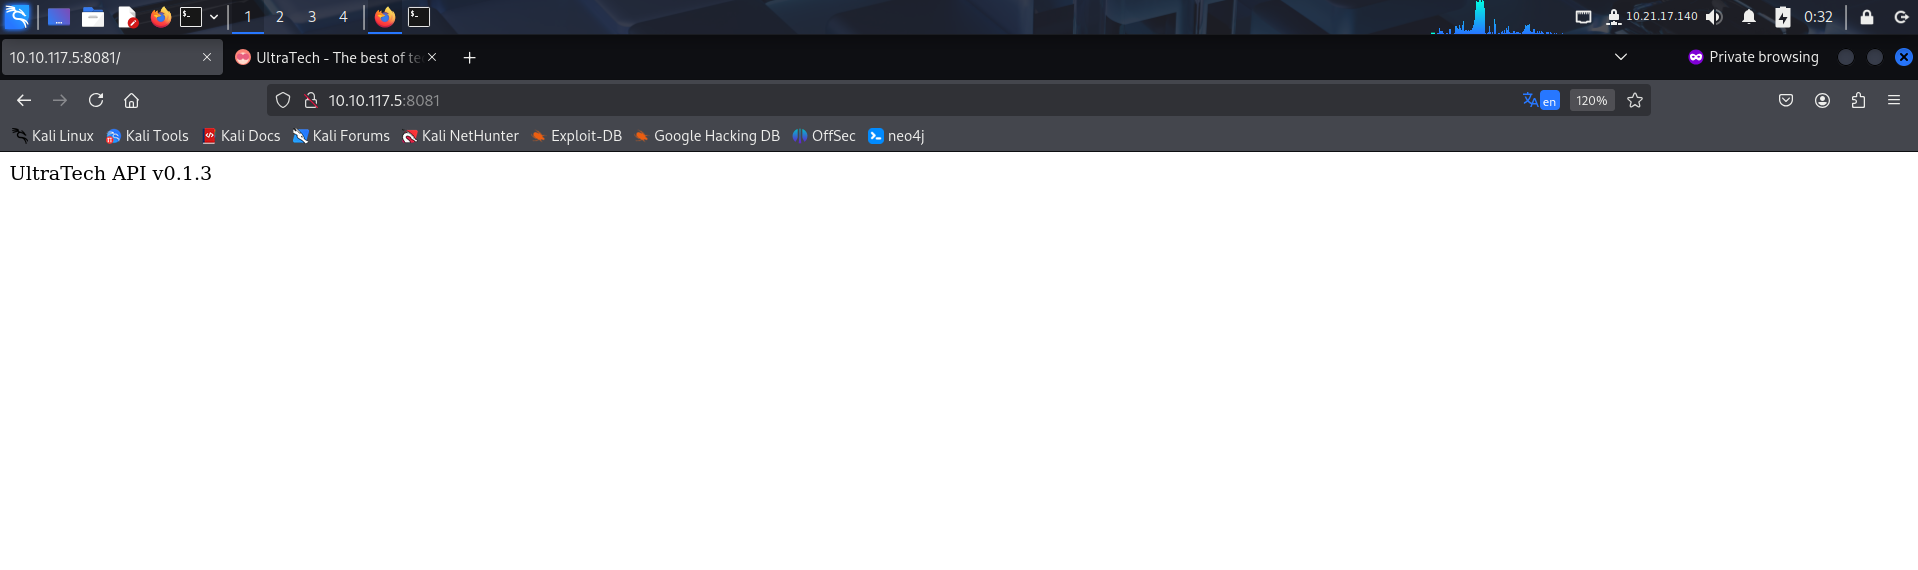 1 2 3 4 10.21.17.140 0:32
10.10.117.5:8081/ UltraTech - The best of te Private browsing
10.10.117.5:8081 en 120%
Kali Linux Kali Tools Kali Docs Kali Forums Kali NetHunter Exploit-DB Google Hacking DB OffSec neo4j
UltraTech API v0.1.3